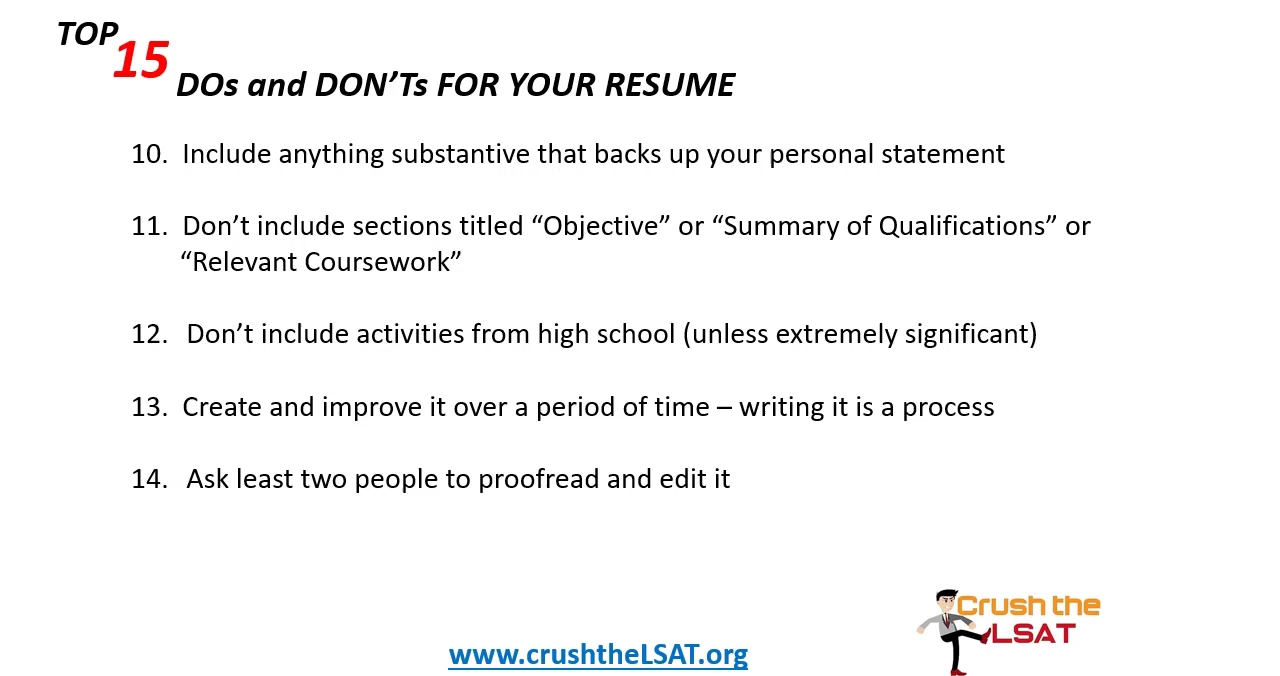 TOP
15
DOs and DON’Ts FOR YOUR RESUME
10. Include anything substantive that backs up your personal statement
11. Don’t include sections titled “Objective” or “Summary of Qualifications” or
“Relevant Coursework”
12. Don’t include activities from high school (unless extremely significant)
13. Create and improve it over a period of time – writing it is a process
14. Ask least two people to proofread and edit it
Crush the
LSAT
www.crushtheLSAT.org